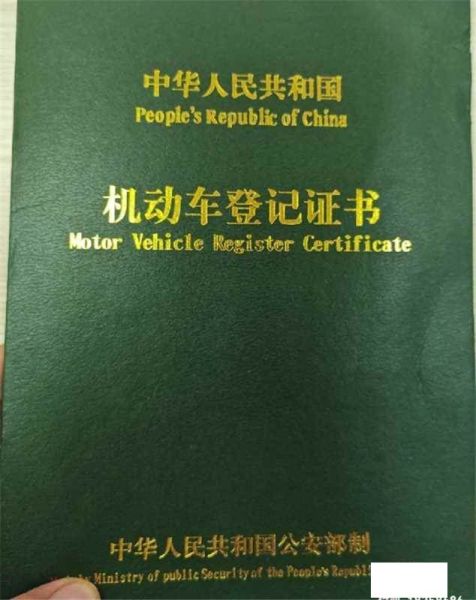 中华人民共和国
People's Republic of China
机动车登记证书
Motor Vehicle Register Certificate
中华人民共和国公安部制
by Ministry of public Security of the People's Republic